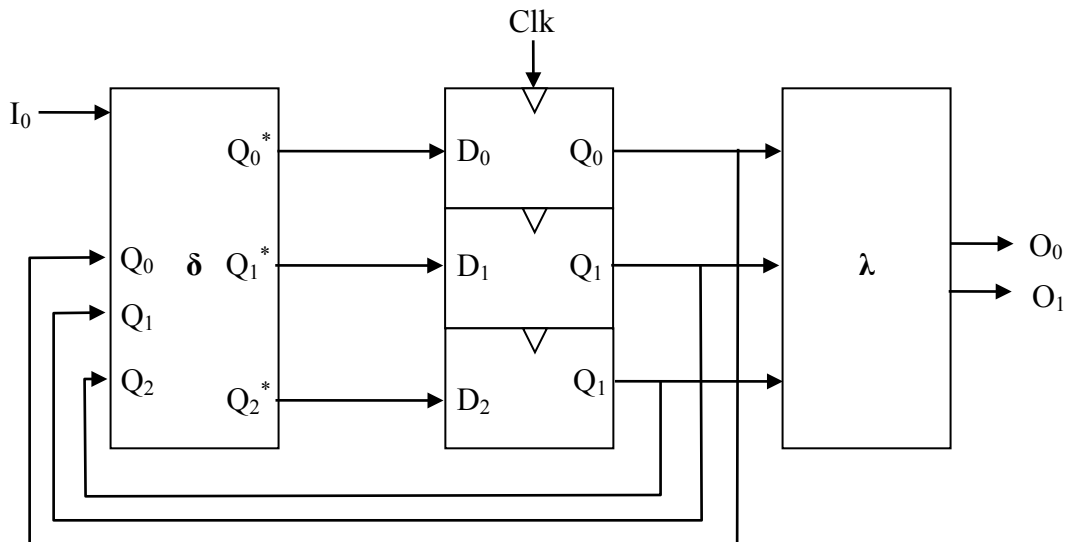 Clk
I₀
Q₀*
D₀
Q₀
Q₀
δ
Q₁*
D₁
Q₁
λ
O₀
O₁
Q₁
Q₂
Q₂*
D₂
Q₁